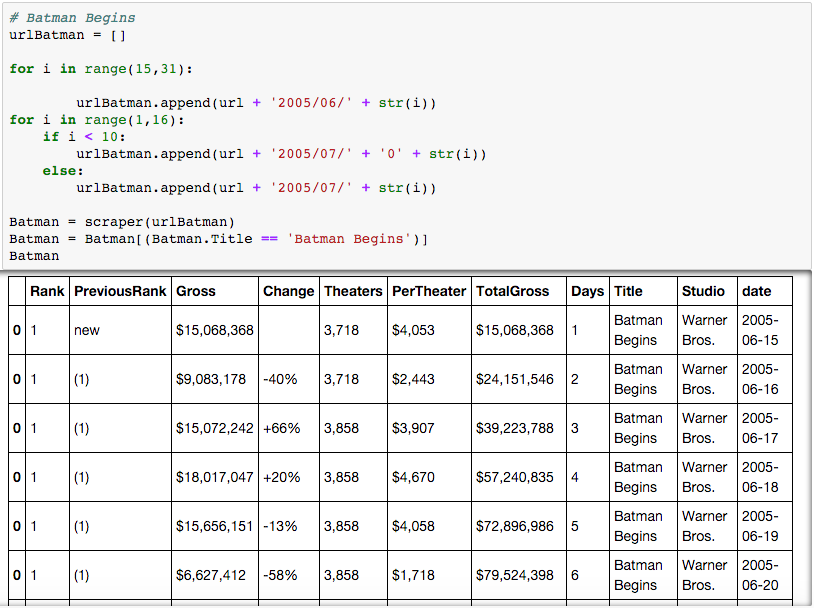 # Batman Begins
urlBatman = []
for i in range(15,31):
urlBatman.append(url + '2005/06/' + str(i))
for i in range(1,16):
if i < 10:
urlBatman.append(url + '2005/07/' + '0' + str(i))
else:
urlBatman.append(url + '2005/07/' + str(i))
Batman = scraper(urlBatman)
Batman = Batman[(Batman.Title == 'Batman Begins')]
Batman
Rank PreviousRank Gross Change Theaters PerTheater TotalGross Days Title Studio date
0 1 new $15,068,368 3,718 $4,053 $15,068,368 1 Batman Begins Warner Bros. 2005-06-15
0 1 (1) $9,083,178 -40% 3,718 $2,443 $24,151,546 2 Batman Begins Warner Bros. 2005-06-16
0 1 (1) $15,072,242 +66% 3,858 $3,907 $39,223,788 3 Batman Begins Warner Bros. 2005-06-17
0 1 (1) $18,017,047 +20% 3,858 $4,670 $57,240,835 4 Batman Begins Warner Bros. 2005-06-18
0 1 (1) $15,656,151 -13% 3,858 $4,058 $72,896,986 5 Batman Begins Warner Bros. 2005-06-19
0 1 (1) $6,627,412 -58% 3,858 $1,718 $79,524,398 6 Batman Begins Warner Bros. 2005-06-20